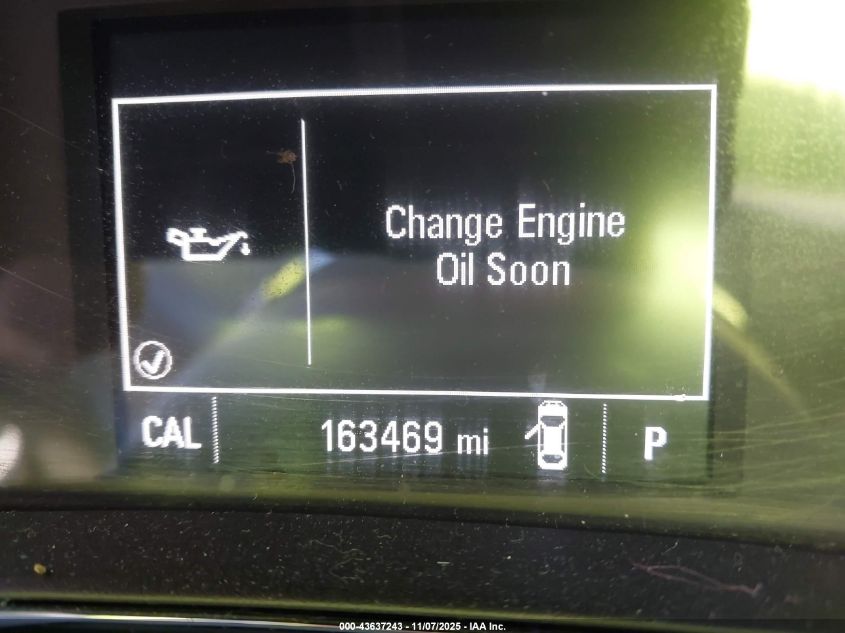 Change Engine
Oil Soon
CAL 163469 mi P
000-43637243 - 11/07/2025 - IAA Inc.